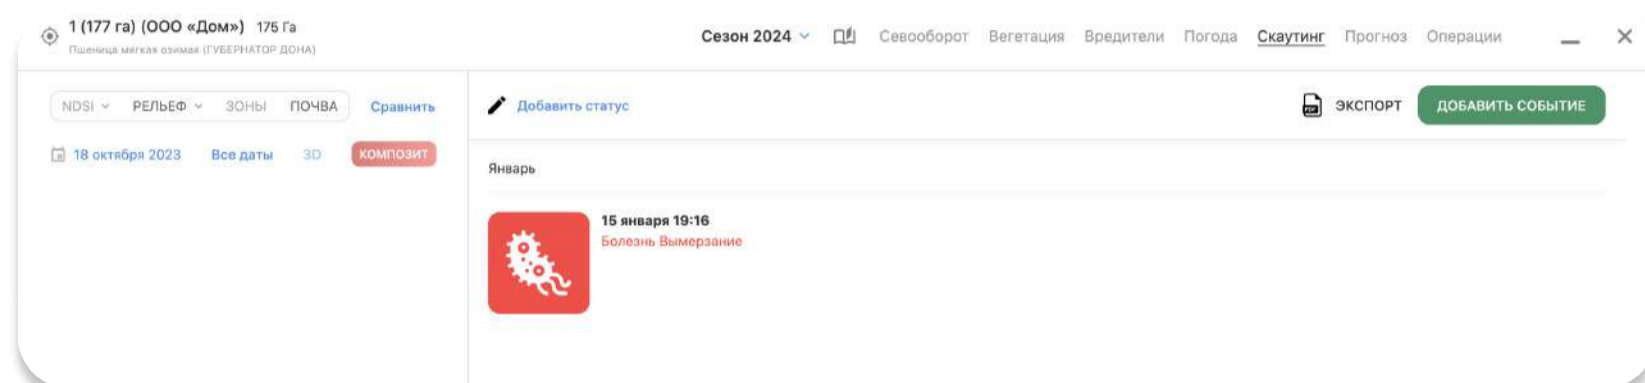 1 (177 га) (ООО «Дом») 175 Га
Пшеница мягкая озимая (ГУБЕРНАТОР ДОНА)
Сезон 2024 Севооборот Вегетация Вредители Погода Скаутинг Прогноз Операции
NDSI РЕЛЬЕФ ЗОНЫ ПОЧВА Сравнить
18 октября 2023 Все даты 3D КОМПОЗИТ
Добавить статус
PDF ЭКСПОРТ ДОБАВИТЬ СОБЫТИЕ
Январь
15 января 19:16
Болезнь Вымерзание